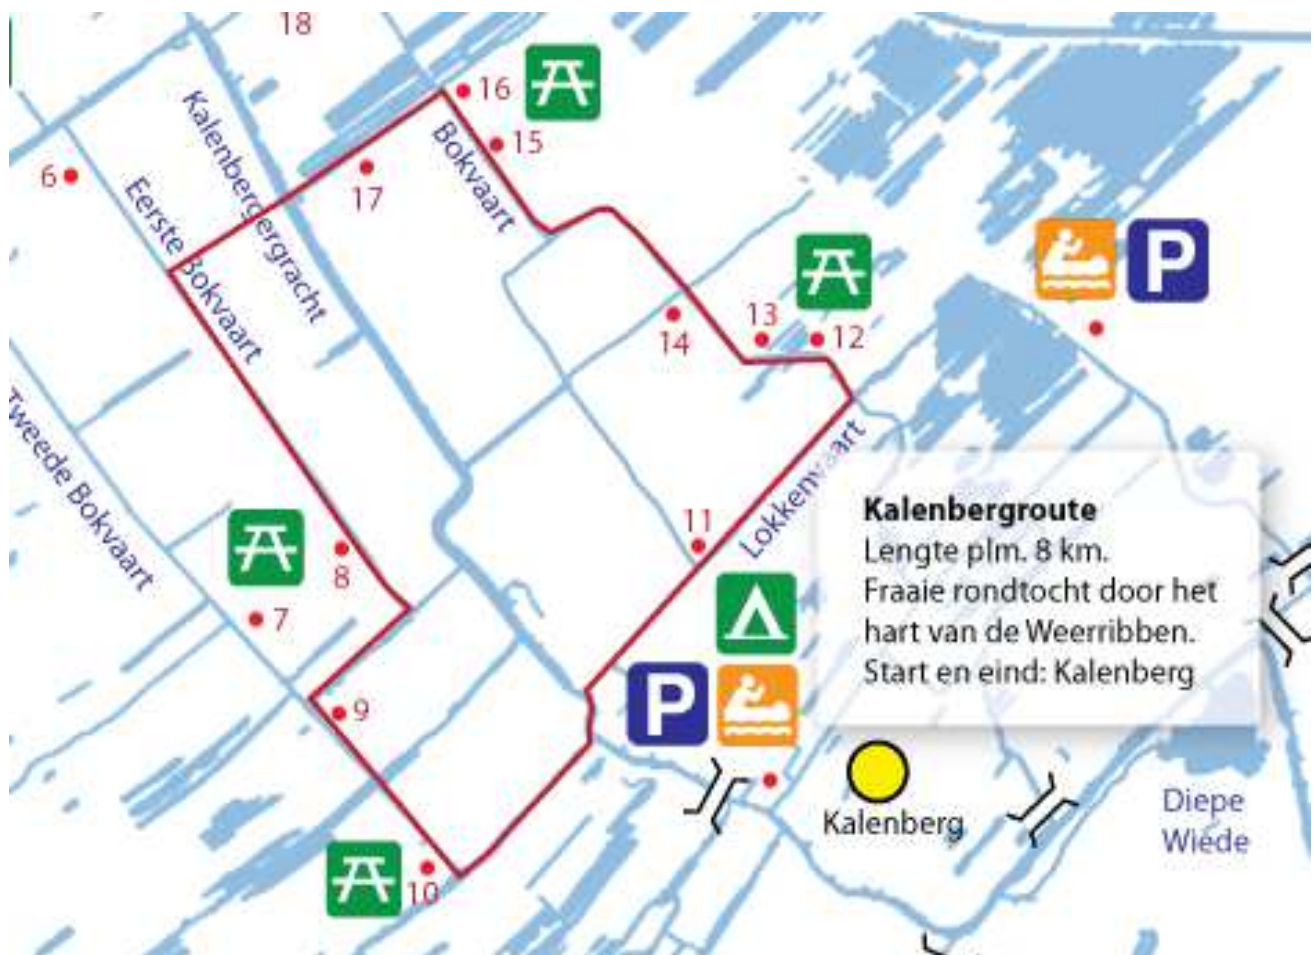 18
16
15
Kalenbergergracht
Bokvaart
6
17
Eerste Bokvaart
P
13
12
14
Tweede Bokvaart
Lokkenvaart
11
Kalenbergroute
Lengte plm. 8 km.
Fraaie rondtocht door het
hart van de Weerribben.
Start en eind: Kalenberg
8
7
P
9
Kalenberg
Diepe
Wiede
10